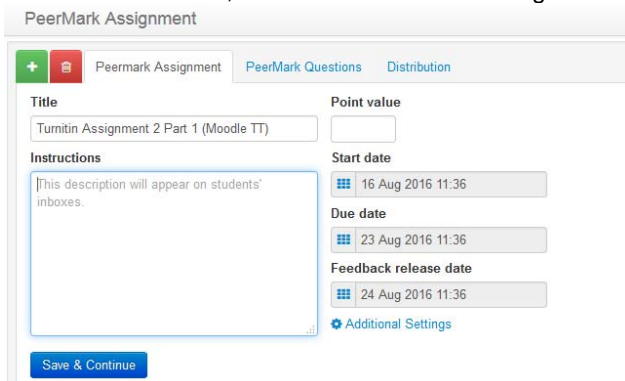 PeerMark Assignment
+ Peermark Assignment PeerMark Questions Distribution
Title
Turnitin Assignment 2 Part 1 (Moodle TT)
Instructions
This description will appear on students'
inboxes.
Point value
Start date
16 Aug 2016 11:36
Due date
23 Aug 2016 11:36
Feedback release date
24 Aug 2016 11:36
Additional Settings
Save & Continue